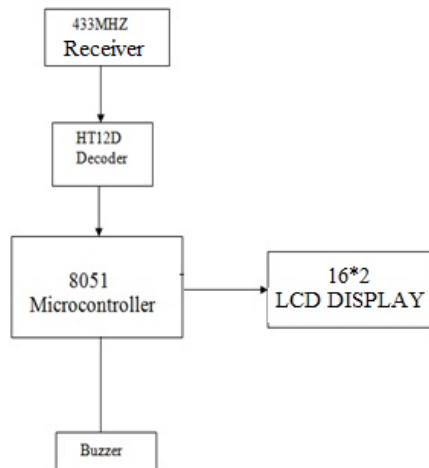 433MHZ
Receiver
HT12D
Decoder
8051
Microcontroller
16*2
LCD DISPLAY
Buzzer